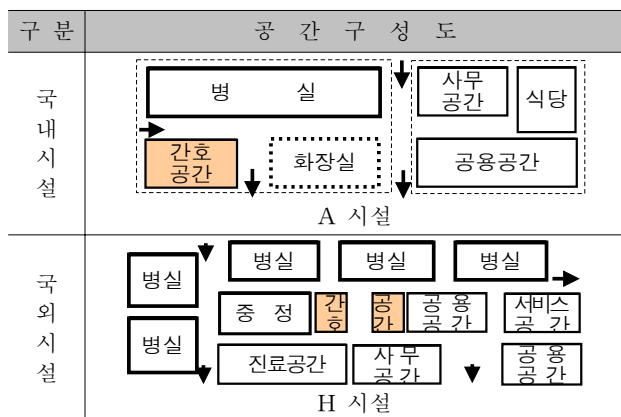 구 분
공 간 구 성 도
국
내
시
설
병 실
사무
공간
식당
간호
공간
화장실
공용공간
A 시설
국
외
시
설
병실
병실
병실
병실
병실
중 정
간
호
공
간
공 용
공 간
서비스
공 간
진료공간
사 무
공 간
공 용
공 간
H 시설